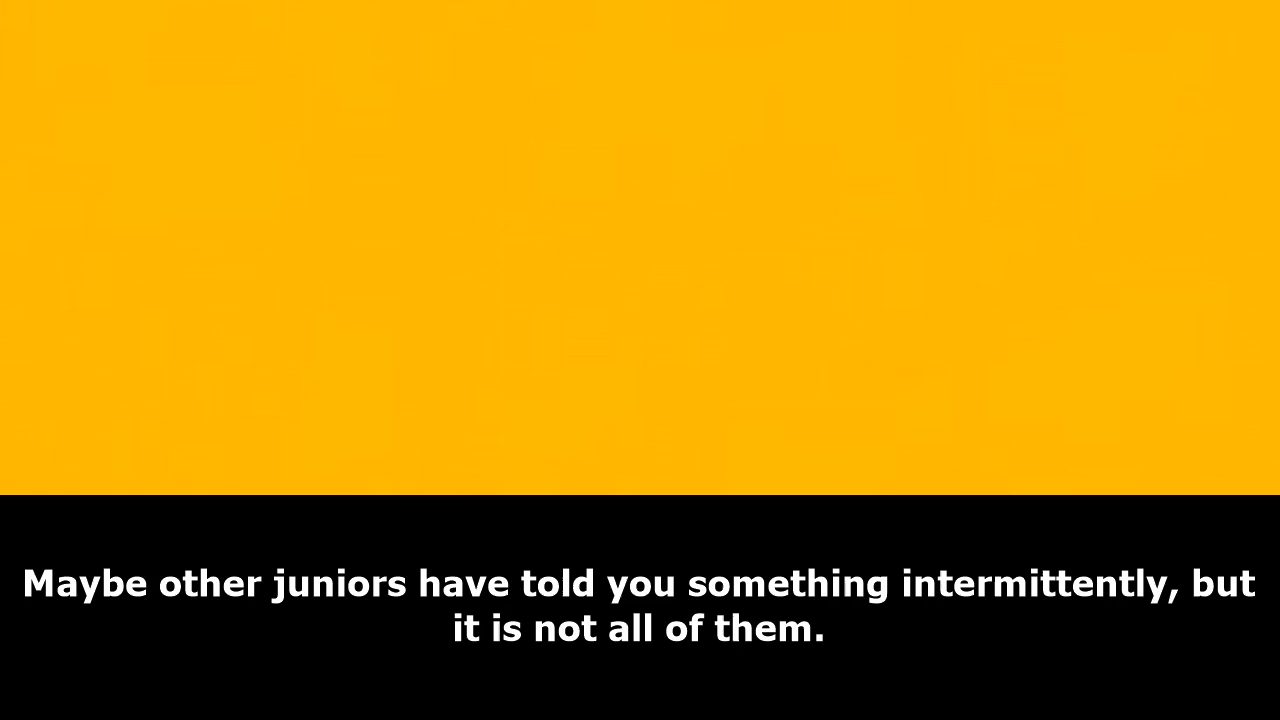 Maybe other juniors have told you something intermittently, but
it is not all of them.